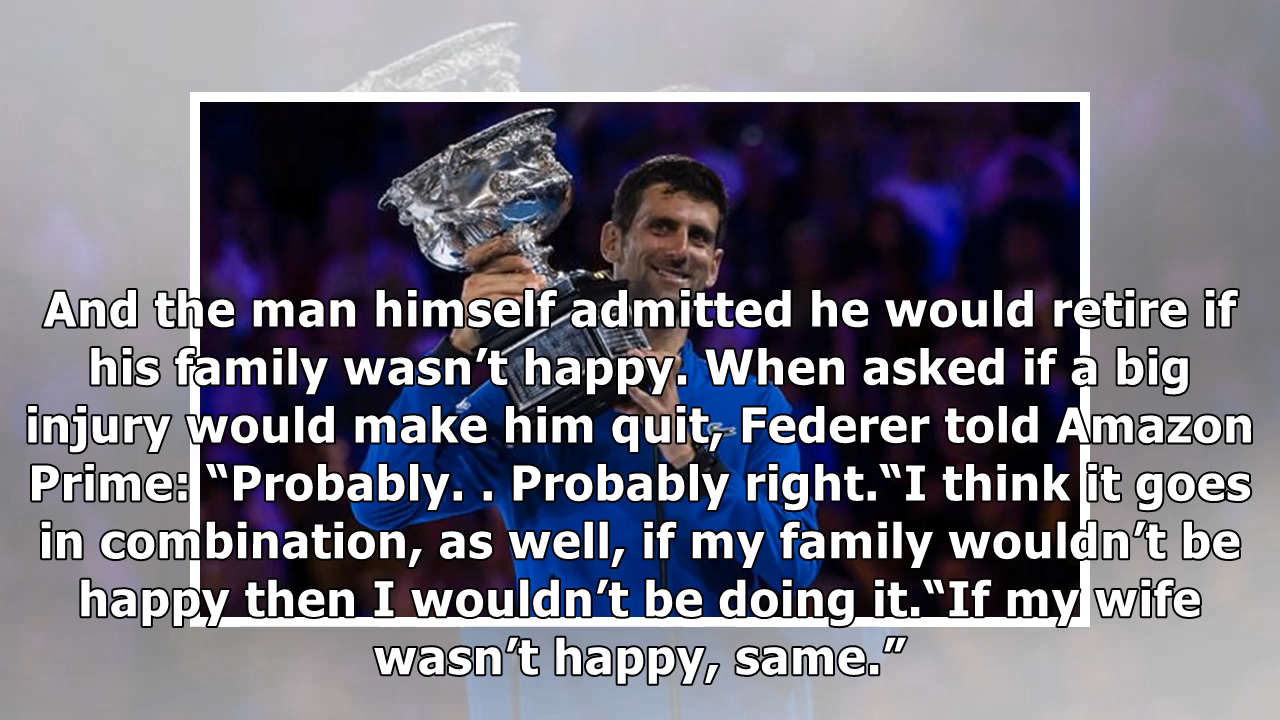 And the man himself admitted he would retire if
his family wasn’t happy. When asked if a big
injury would make him quit, Federer told Amazon
Prime: “Probably. . Probably right.“I think it goes
in combination, as well, if my family wouldn’t be
happy then I wouldn’t be doing it.“If my wife
wasn’t happy, same.”